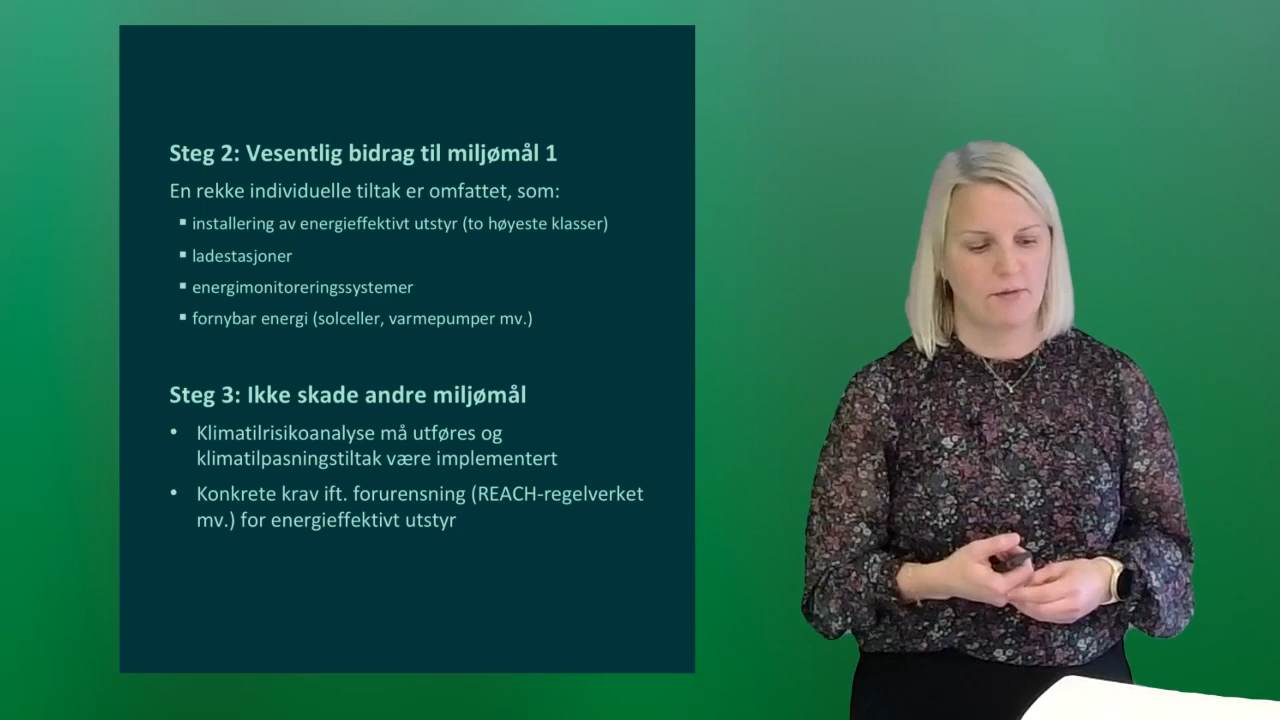 Steg 2: Vesentlig bidrag til miljømål 1
En rekke individuelle tiltak er omfattet, som:
▪ installering av energieffektivt utstyr (to høyeste klasser)
▪ ladestasjoner
▪ energimonitoreringssystemer
▪ fornybar energi (solceller, varmepumper mv.)
Steg 3: Ikke skade andre miljømål
• Klimatilrisikoanalyse må utføres og
klimatilpasningstiltak være implementert
• Konkrete krav ift. forurensning (REACH-regelverket
mv.) for energieffektivt utstyr